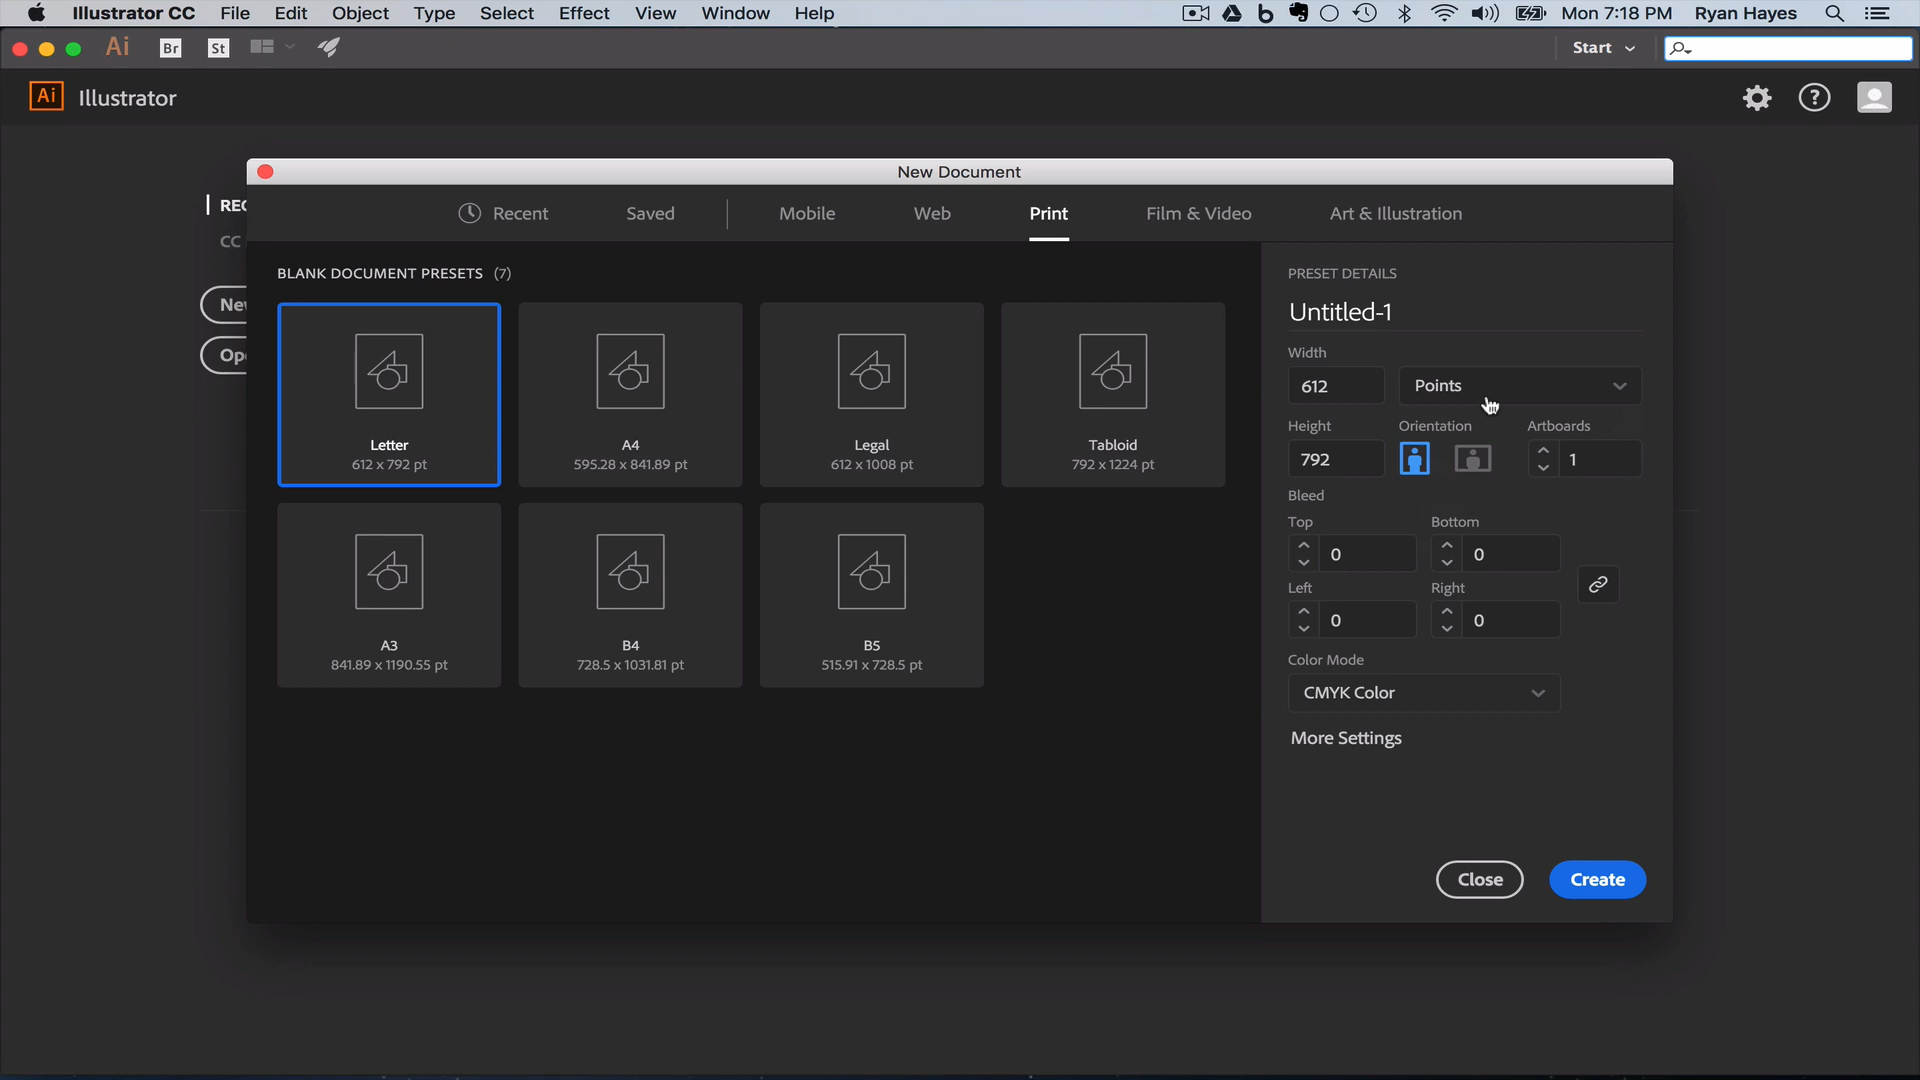 Illustrator CC File Edit Object Type Select Effect View Window Help Mon 7:18 PM Ryan Hayes
Ai Br St Start
Ai Illustrator
New Document
REC
CC
New
Ope
Recent Saved Mobile Web Print Film & Video Art & Illustration
BLANK DOCUMENT PRESETS (7)
Letter
612 x 792 pt
A4
595.28 x 841.89 pt
Legal
612 x 1008 pt
Tabloid
792 x 1224 pt
A3
841.89 x 1190.55 pt
B4
728.5 x 1031.81 pt
B5
515.91 x 728.5 pt
PRESET DETAILS
Untitled-1
Width
612 Points
Height Orientation Artboards
792 1
Bleed
Top Bottom
0 0
Left Right
0 0
Color Mode
CMYK Color
More Settings
Close Create